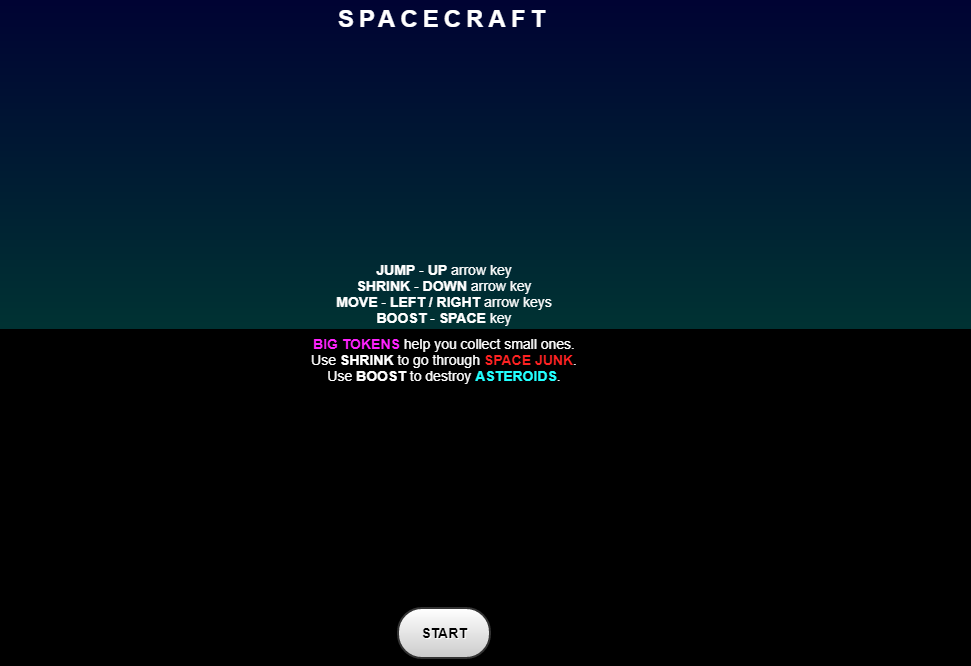 SPACECRAFT
JUMP - UP arrow key
SHRINK - DOWN arrow key
MOVE - LEFT / RIGHT arrow keys
BOOST - SPACE key
BIG TOKENS help you collect small ones.
Use SHRINK to go through SPACE JUNK.
Use BOOST to destroy ASTEROIDS.
START